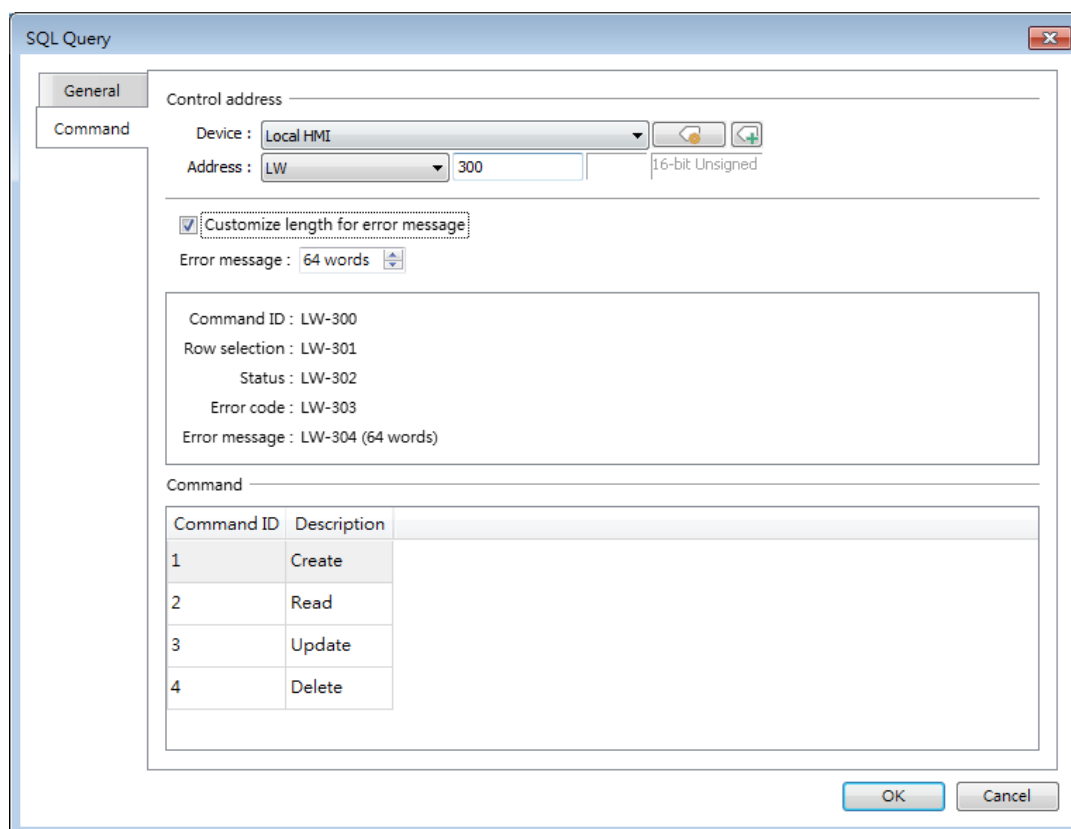 SQL Query
General
Command
Control address
Device : Local HMI
Address : LW 300 16-bit Unsigned
Customize length for error message
Error message : 64 words
Command ID : LW-300
Row selection : LW-301
Status : LW-302
Error code : LW-303
Error message : LW-304 (64 words)
Command
Command ID Description
1 Create
2 Read
3 Update
4 Delete
OK Cancel